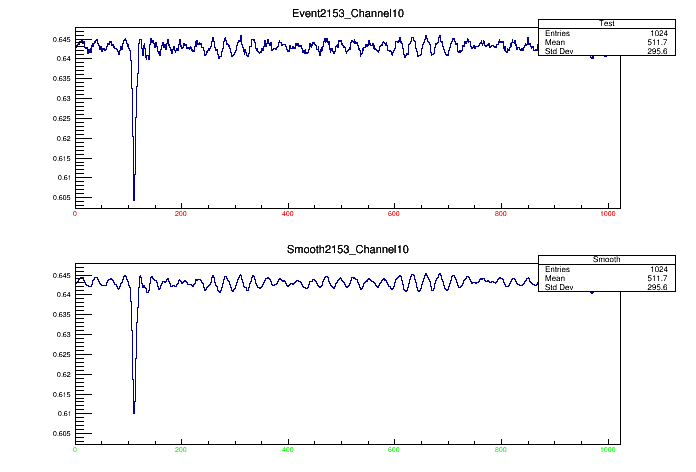 Event2153_Channel10
Test
Entries 1024
Mean 511.7
Std Dev 295.6
0.645
0.64
0.635
0.63
0.625
0.62
0.615
0.61
0.605
0 200 400 600 800 1000
Smooth2153_Channel10
Smooth
Entries 1024
Mean 511.7
Std Dev 295.6
0.645
0.64
0.635
0.63
0.625
0.62
0.615
0.61
0.605
0 200 400 600 800 1000